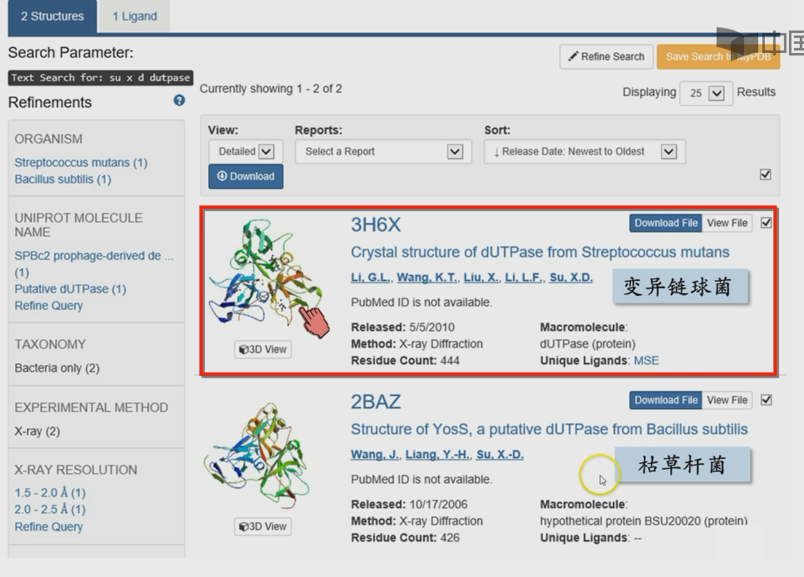 2 Structures
1 Ligand
中国
Search Parameter:
Refine Search
Save Search to MyPDB
Text Search for: su x d dutpase
Currently showing 1 - 2 of 2
Displaying 25 Results
Refinements
View:
Reports:
Sort:
Detailed
Select a Report
↓ Release Date: Newest to Oldest
Download
ORGANISM
Streptococcus mutans (1)
Bacillus subtilis (1)
UNIPROT MOLECULE
NAME
SPBc2 prophage-derived de ...
(1)
Putative dUTPase (1)
Refine Query
TAXONOMY
Bacteria only (2)
EXPERIMENTAL METHOD
X-ray (2)
X-RAY RESOLUTION
1.5 - 2.0 Å (1)
2.0 - 2.5 Å (1)
Refine Query
3H6X
Download File
View File
Crystal structure of dUTPase from Streptococcus mutans
Li, G.L., Wang, K.T., Liu, X., Li, L.F., Su, X.D.
变异链球菌
PubMed ID is not available.
Released: 5/5/2010
Method: X-ray Diffraction
Residue Count: 444
Macromolecule:
dUTPase (protein)
Unique Ligands: MSE
3D View
2BAZ
Download File
View File
Structure of YosS, a putative dUTPase from Bacillus subtilis
Wang, J., Liang, Y.-H., Su, X.-D.
枯草杆菌
PubMed ID is not available.
Released: 10/17/2006
Method: X-ray Diffraction
Residue Count: 426
Macromolecule:
hypothetical protein BSU20020 (protein)
Unique Ligands: --
3D View